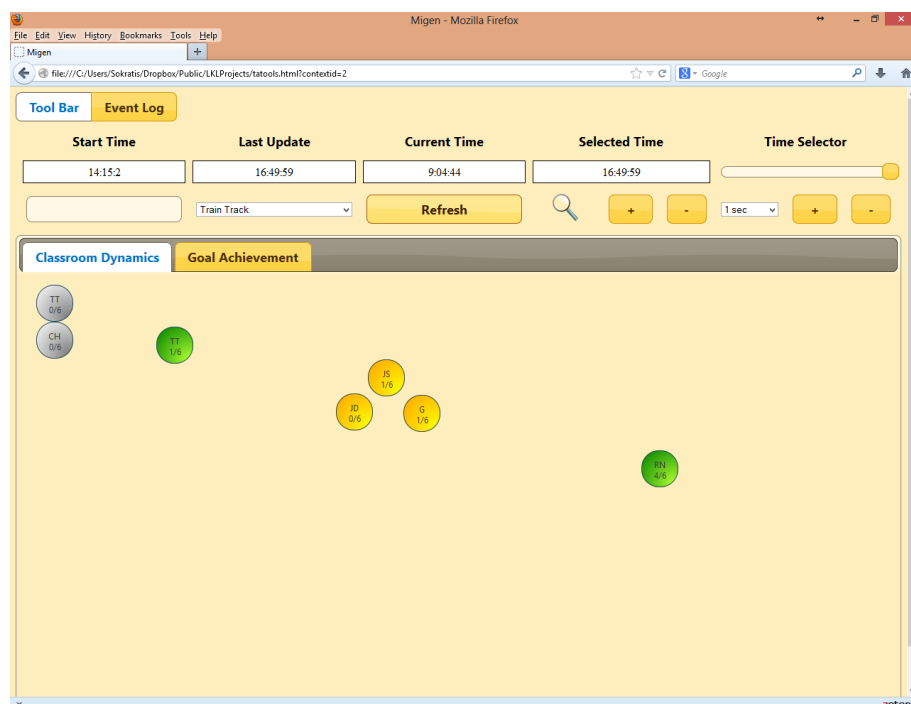 Migen - Mozilla Firefox
File Edit View History Bookmarks Tools Help
Migen
file:///C:/Users/Sokratis/Dropbox/Public/LKLProjects/tatools.html?contextid=2
Google
Tool Bar Event Log
Start Time Last Update Current Time Selected Time Time Selector
14:15:2 16:49:59 9:04:44 16:49:59
Train Track Refresh + - 1 sec + -
Classroom Dynamics Goal Achievement
TT
0/6
CH
0/6
TT
1/6
JS
1/6
JD
0/6
G
1/6
RN
4/6